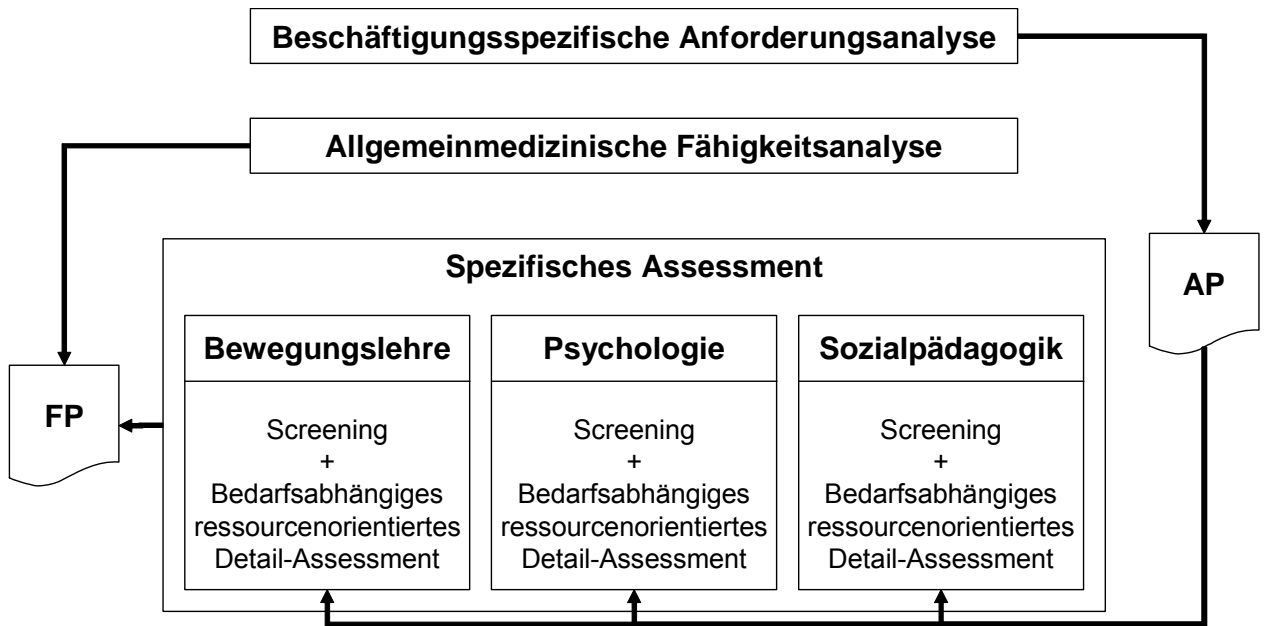 Beschäftigungsspezifische Anforderungsanalyse
Allgemeinmedizinische Fähigkeitsanalyse
Spezifisches Assessment
AP
Bewegungslehre
Screening
+
Bedarfsabhängiges
ressourcenorientiertes
Detail-Assessment
Psychologie
Screening
+
Bedarfsabhängiges
ressourcenorientiertes
Detail-Assessment
Sozialpädagogik
Screening
+
Bedarfsabhängiges
ressourcenorientiertes
Detail-Assessment
FP